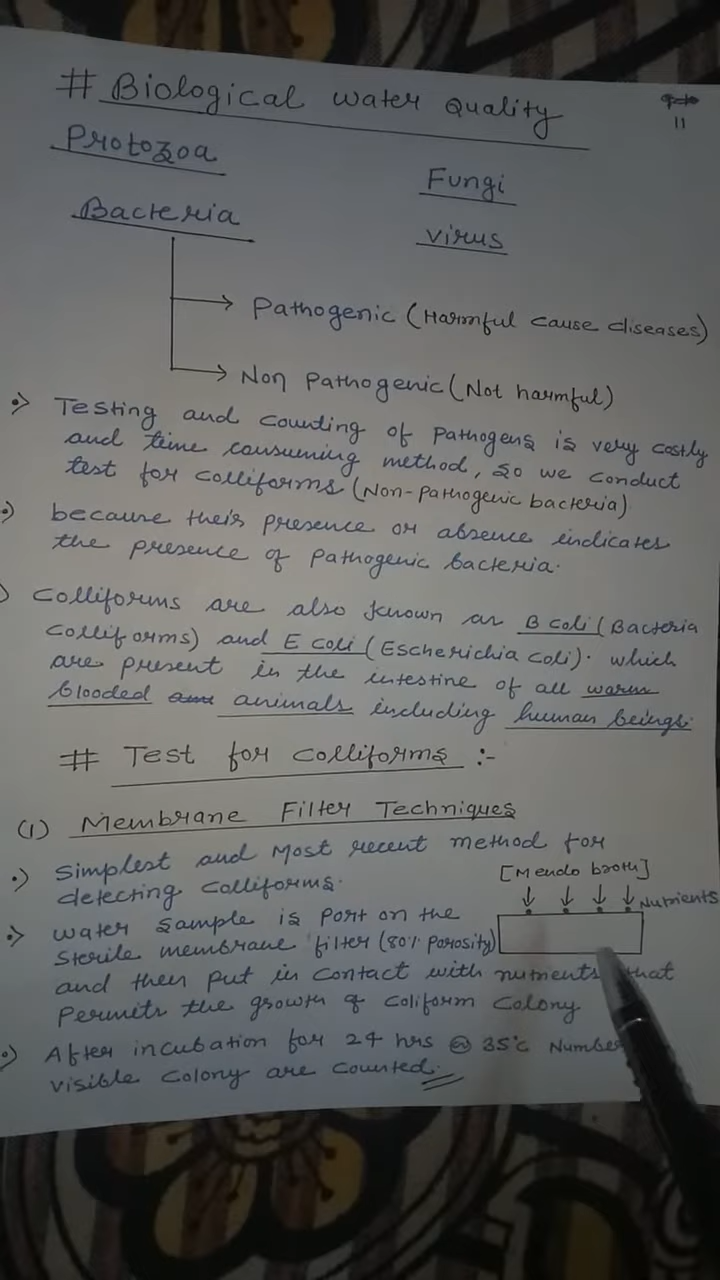 # Biological Water Quality
11
Protozoa
Fungi
Bacteria
Virus
Pathogenic (Harmful cause diseases)
Non Pathogenic (Not harmful)
Testing and counting of pathogens is very costly
and time consuming method, so we conduct
test for colliforms (Non-pathogenic bacteria)
because their presence or absence indicates
the presence of pathogenic bacteria.
Colliforms are also known as B coli (Bacteria
colliforms) and E coli (Escherichia coli). which
are present in the intestine of all warm
blooded animals including human beings.
# Test for colliforms :-
(1) Membrane Filter Techniques
Simplest and Most recent method for
detecting colliforms.
[Mendo broth]
Nutrients
Water sample is port on the
Sterile membrane filter (80% Porosity)
and then put in contact with nutrients that
Permits the growth of coliform colony
After incubation for 24 hrs @ 35°c Number
visible colony are counted.